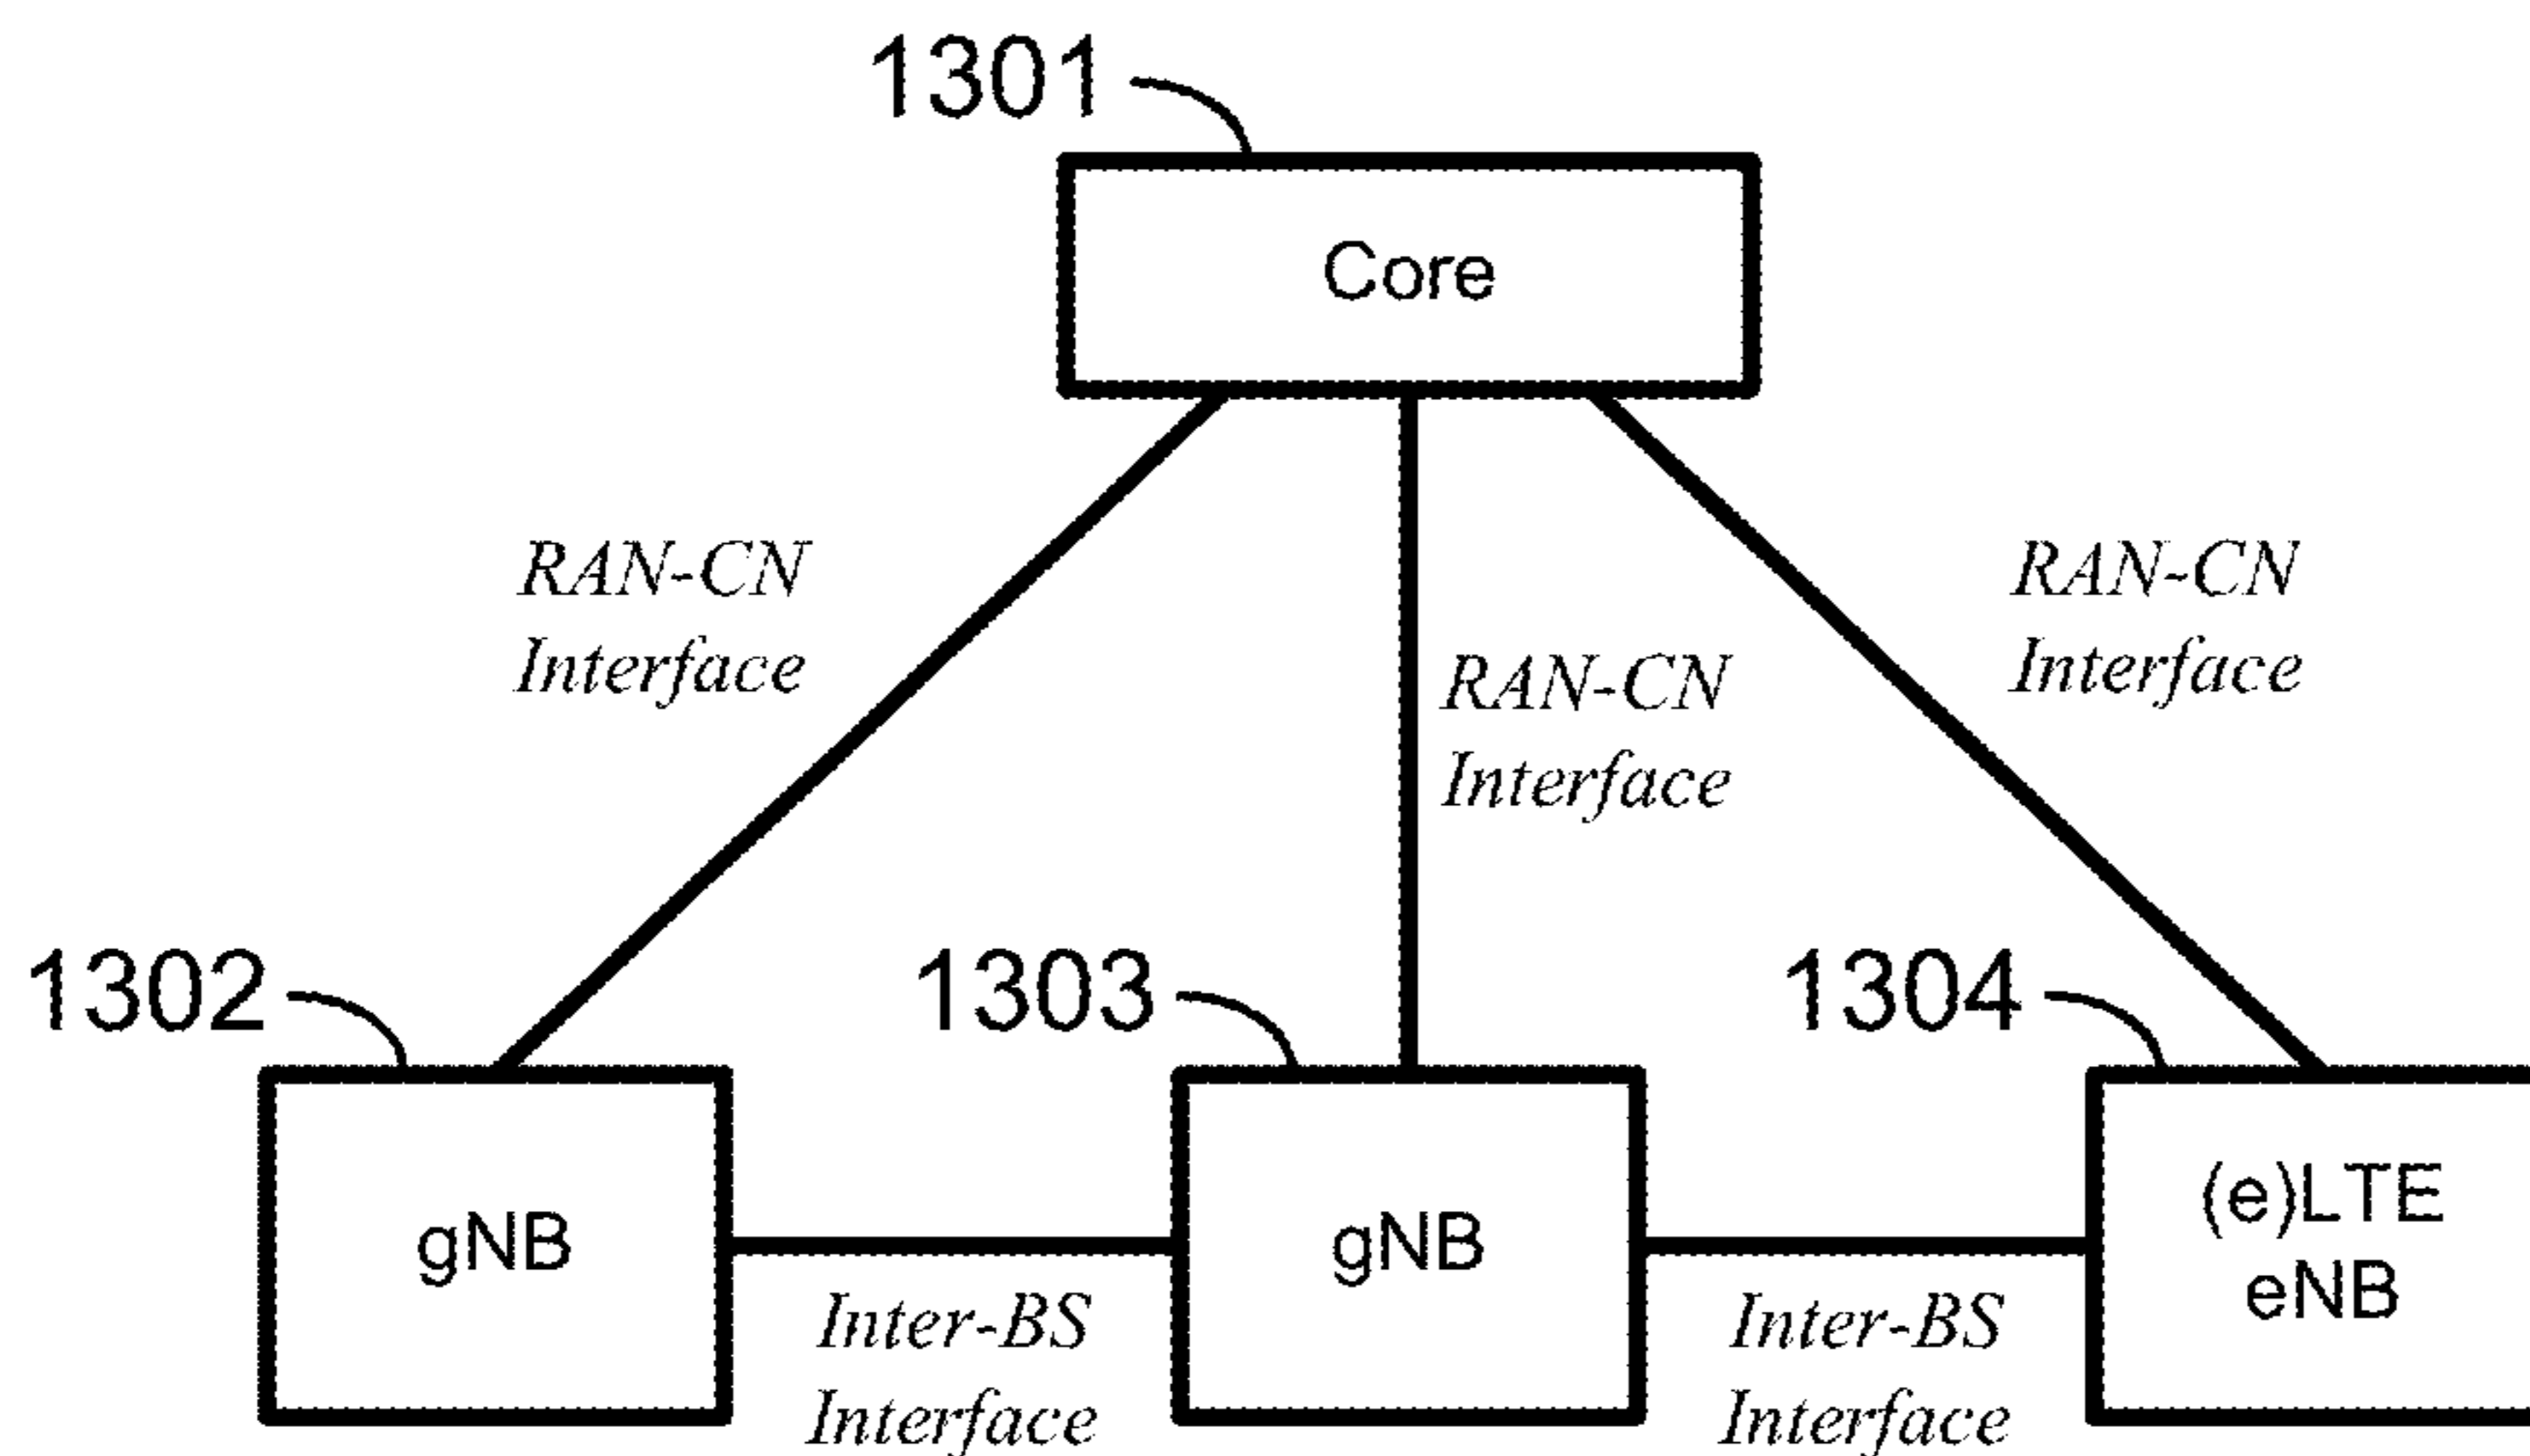 1301
Core
RAN-CN
Interface
RAN-CN
Interface
RAN-CN
Interface
1302
1303
1304
gNB
gNB
(e)LTE
eNB
Inter-BS
Interface
Inter-BS
Interface